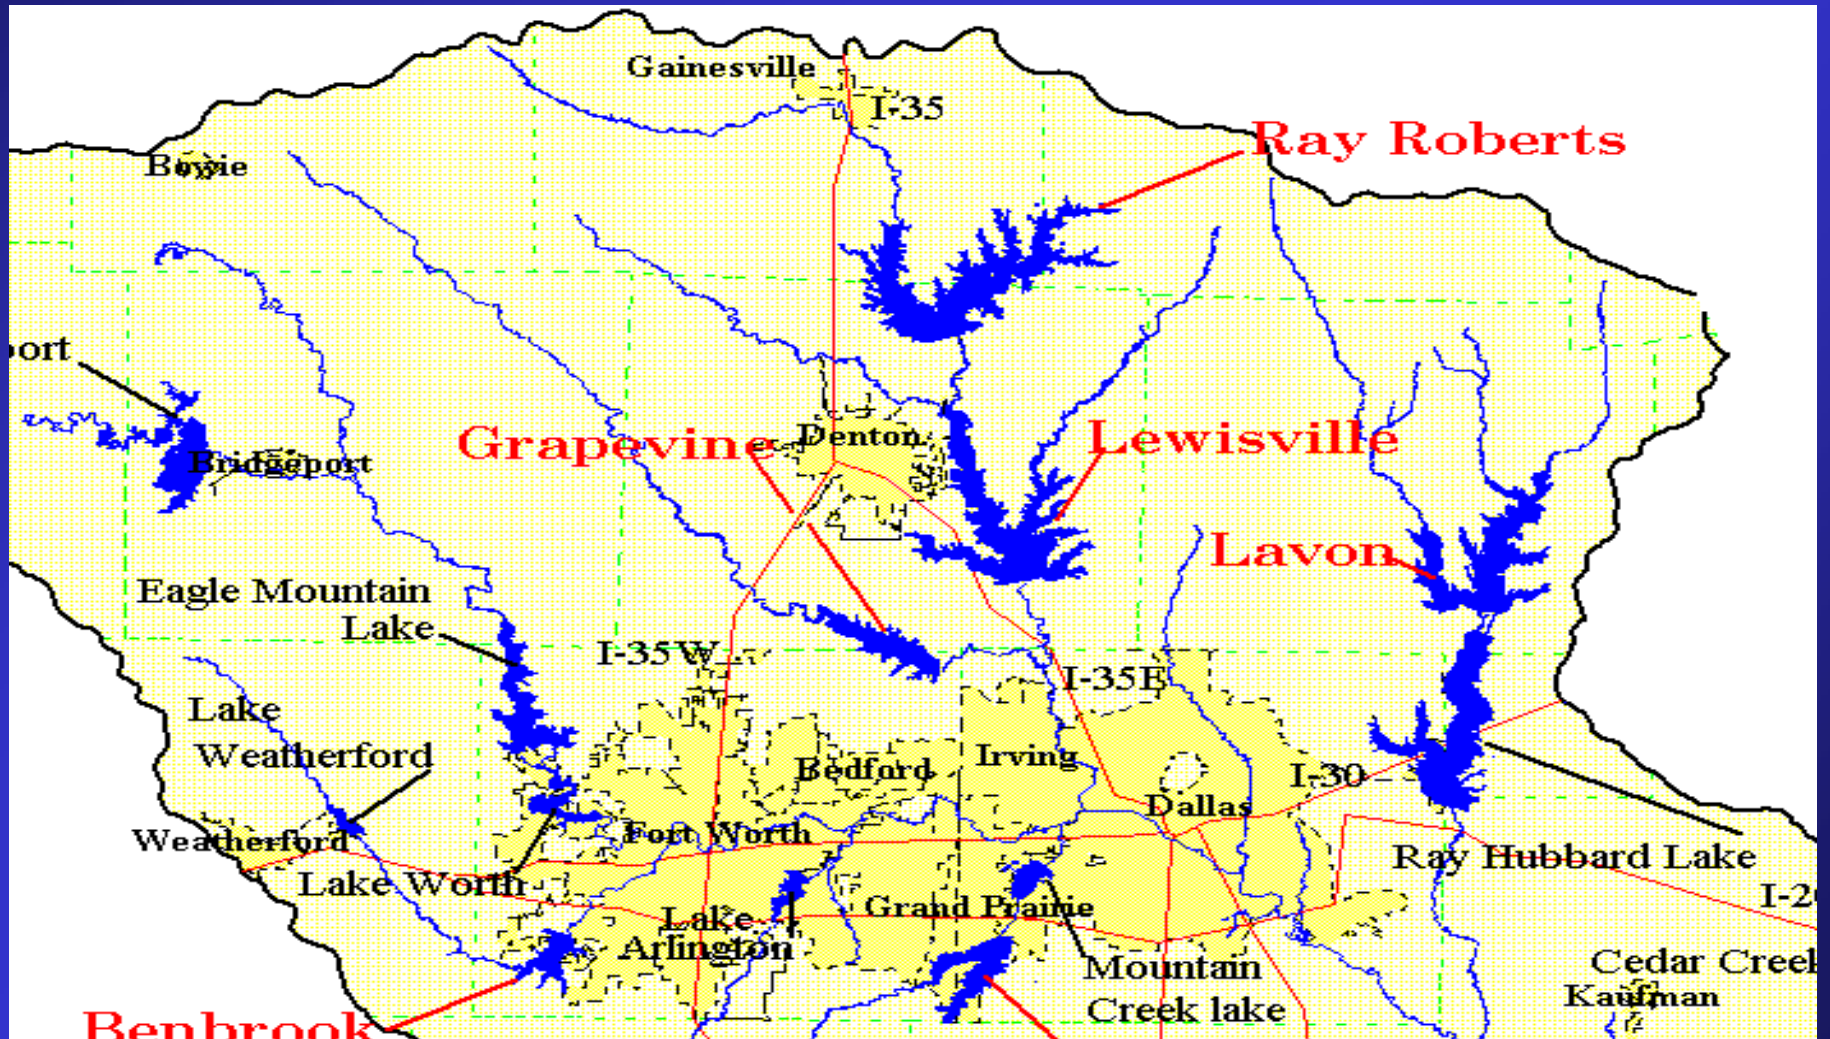 Gainesville
I-35
Ray Roberts
Bowie
ort
Grapevine
Denton
Lewisville
Bridgeport
Lavon
Eagle Mountain
Lake
I-35W
I-35E
Lake
Weatherford
Bedford
Irving
I-30
Dallas
Weatherford
Fort Worth
Ray Hubbard Lake
Lake Worth
I-20
Grand Prairie
Lake
Arlington
Mountain
Creek lake
Cedar Creek
Kaufman
Benbrook